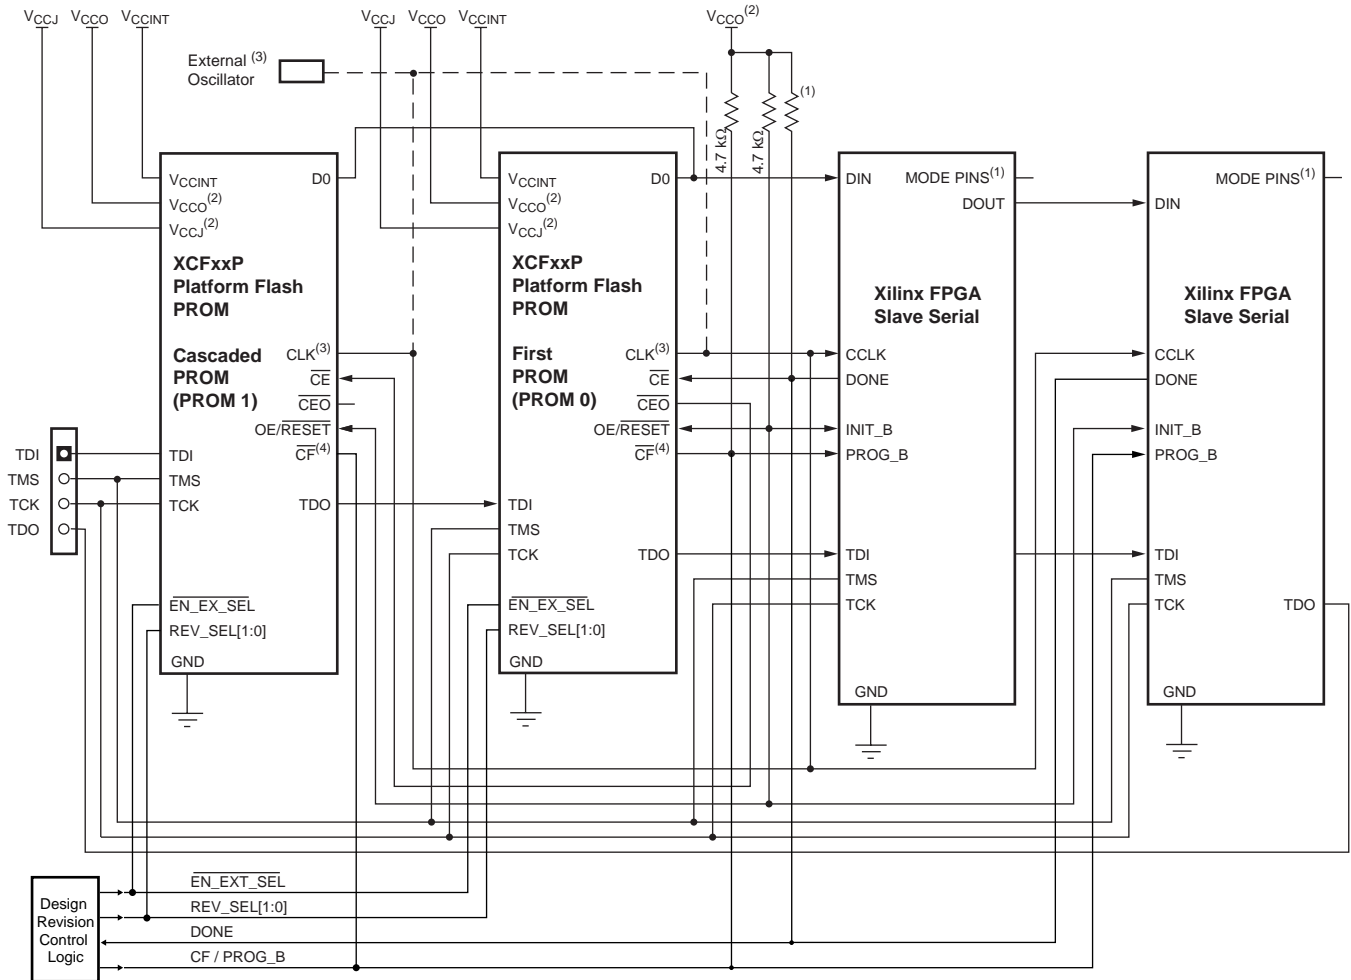 VCCJ VCCO VCCINT
VCCJ VCCO VCCINT
VCCO(2)
External (3)
Oscillator
(1)
4.7 kΩ
4.7 kΩ
VCCINT
VCCO(2)
VCCJ(2)
D0
XCFxxP
Platform Flash
PROM
Cascaded
PROM
(PROM 1)
CLK(3)
CE
CEO
OE/RESET
CF(4)
TDI
TMS
TCK
TDO
TDI
TMS
TCK
TDO
EN_EX_SEL
REV_SEL[1:0]
GND
VCCINT
VCCO(2)
VCCJ(2)
D0
XCFxxP
Platform Flash
PROM
First
PROM
(PROM 0)
CLK(3)
CE
CEO
OE/RESET
CF(4)
TDI
TMS
TCK
TDO
EN_EX_SEL
REV_SEL[1:0]
GND
DIN
MODE PINS(1)
DOUT
Xilinx FPGA
Slave Serial
CCLK
DONE
INIT_B
PROG_B
TDI
TMS
TCK
GND
MODE PINS(1)
DIN
Xilinx FPGA
Slave Serial
CCLK
DONE
INIT_B
PROG_B
TDI
TMS
TCK
TDO
GND
Design
Revision
Control
Logic
EN_EXT_SEL
REV_SEL[1:0]
DONE
CF / PROG_B